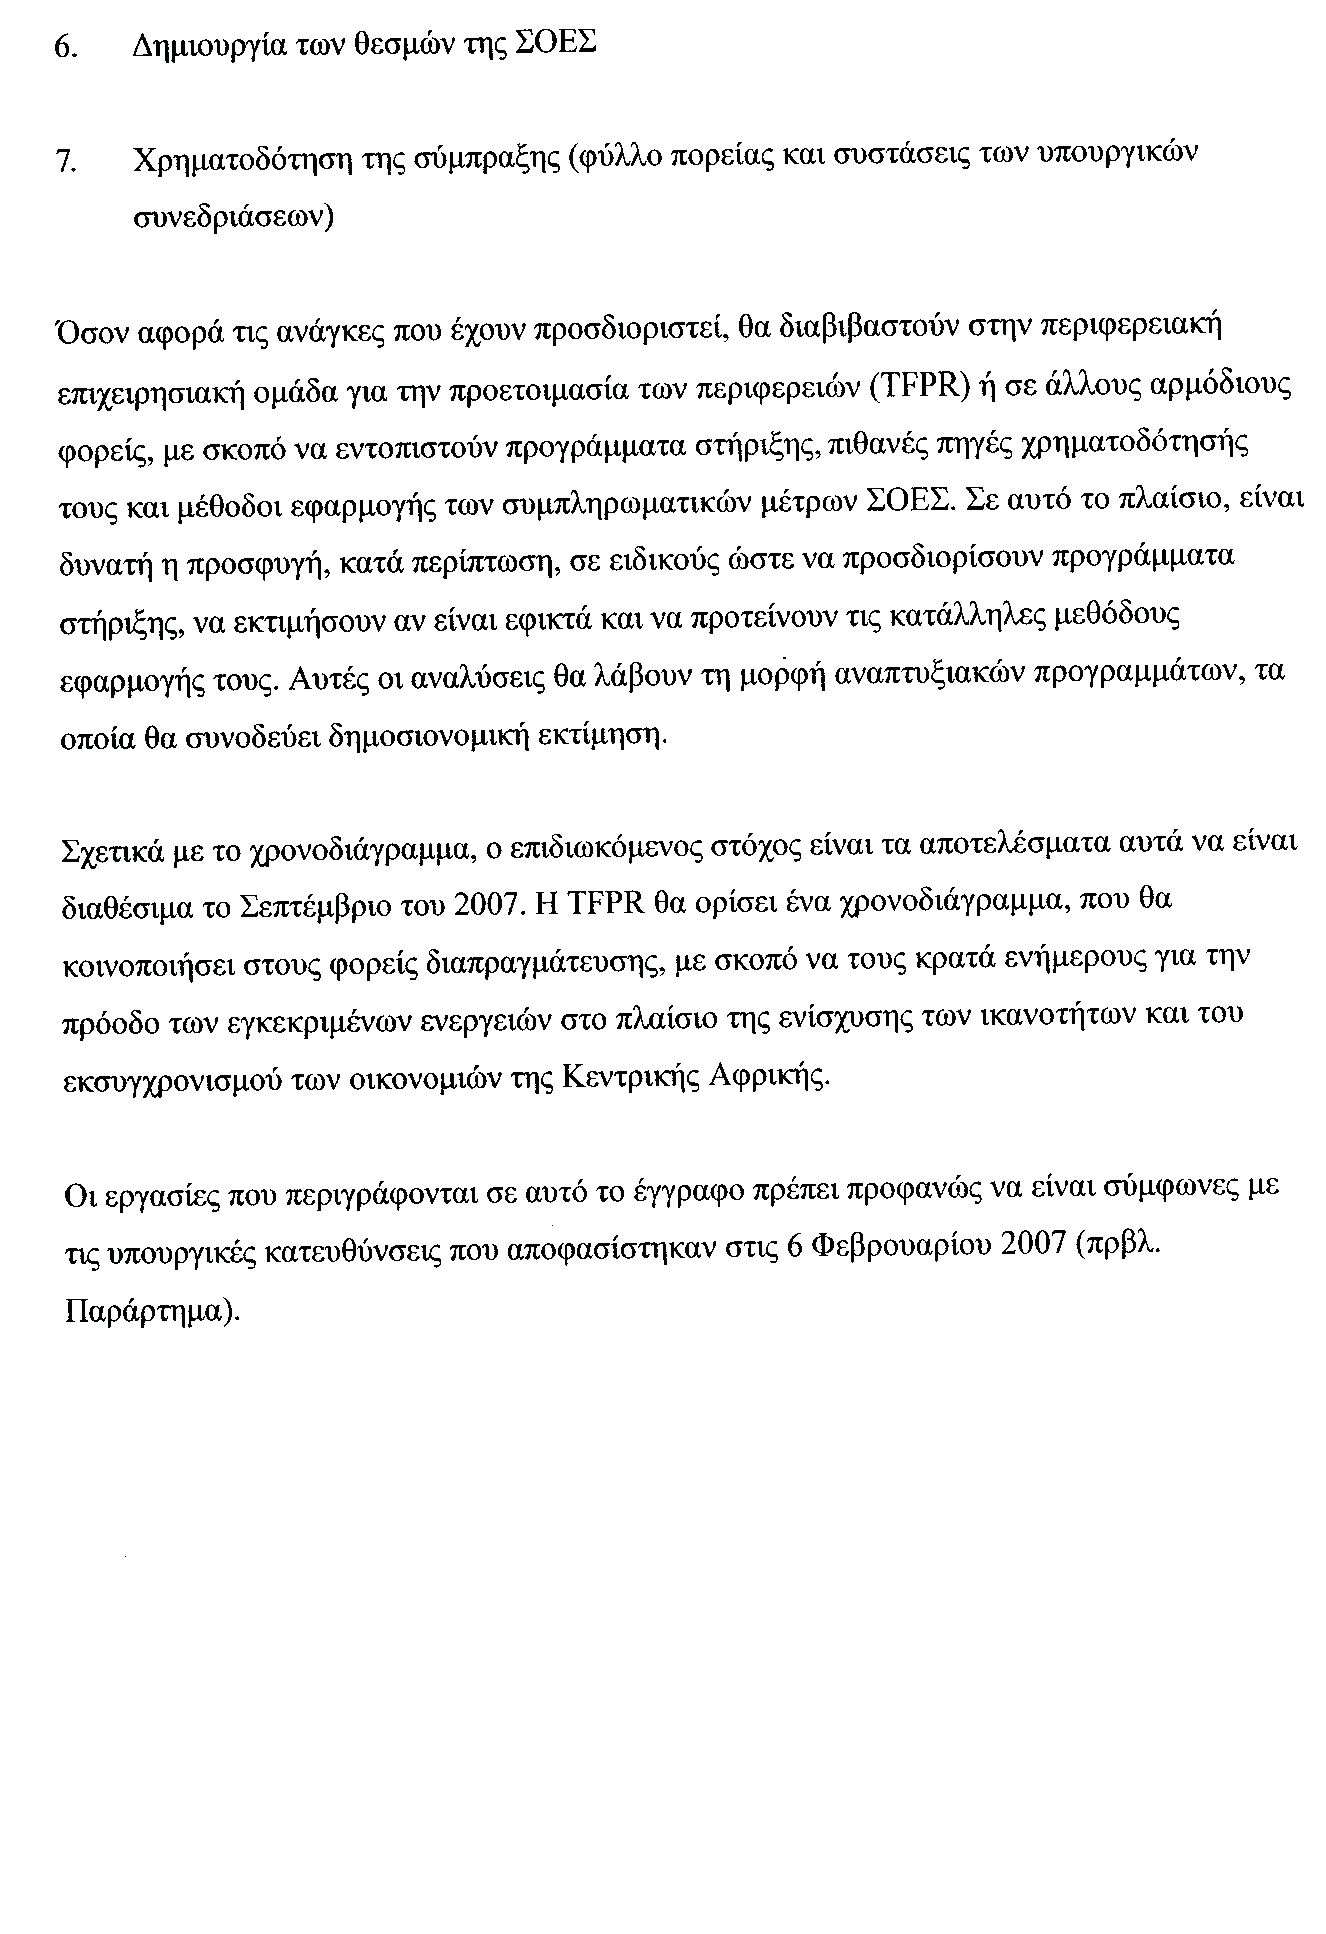 6. Δημιουργία των θεσμών της ΣΟΕΣ
7. Χρηματοδότηση της σύμπραξης (φύλλο πορείας και συστάσεις των υπουργικών
συνεδριάσεων)
Όσον αφορά τις ανάγκες που έχουν προσδιοριστεί, θα διαβιβαστούν στην περιφερειακή
επιχειρησιακή ομάδα για την προετοιμασία των περιφερειών (TFPR) ή σε άλλους αρμόδιους
φορείς, με σκοπό να εντοπιστούν προγράμματα στήριξης, πιθανές πηγές χρηματοδότησής
τους και μέθοδοι εφαρμογής των συμπληρωματικών μέτρων ΣΟΕΣ. Σε αυτό το πλαίσιο, είναι
δυνατή η προσφυγή, κατά περίπτωση, σε ειδικούς ώστε να προσδιορίσουν προγράμματα
στήριξης, να εκτιμήσουν αν είναι εφικτά και να προτείνουν τις κατάλληλες μεθόδους
εφαρμογής τους. Αυτές οι αναλύσεις θα λάβουν τη μορφή αναπτυξιακών προγραμμάτων, τα
οποία θα συνοδεύει δημοσιονομική εκτίμηση.
Σχετικά με το χρονοδιάγραμμα, ο επιδιωκόμενος στόχος είναι τα αποτελέσματα αυτά να είναι
διαθέσιμα το Σεπτέμβριο του 2007. Η TFPR θα ορίσει ένα χρονοδιάγραμμα, που θα
κοινοποιήσει στους φορείς διαπραγμάτευσης, με σκοπό να τους κρατά ενήμερους για την
πρόοδο των εγκεκριμένων ενεργειών στο πλαίσιο της ενίσχυσης των ικανοτήτων και του
εκσυγχρονισμού των οικονομιών της Κεντρικής Αφρικής.
Οι εργασίες που περιγράφονται σε αυτό το έγγραφο πρέπει προφανώς να είναι σύμφωνες με
τις υπουργικές κατευθύνσεις που αποφασίστηκαν στις 6 Φεβρουαρίου 2007 (πρβλ.
Παράρτημα).